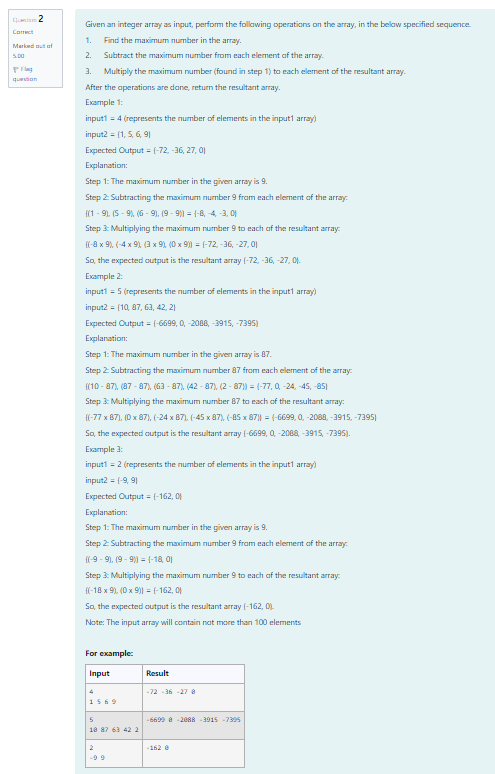 Question 2
Correct
Marked out of
5.00
Flag
question
Given an integer array as input, perform the following operations on the array, in the below specified sequence.
1. Find the maximum number in the array.
2. Subtract the maximum number from each element of the array.
3. Multiply the maximum number (found in step 1) to each element of the resultant array.
After the operations are done, return the resultant array.
Example 1:
input1 = 4 (represents the number of elements in the input1 array)
input2 = {1, 5, 6, 9}
Expected Output = {-72, -36, 27, 0}
Explanation:
Step 1: The maximum number in the given array is 9.
Step 2: Subtracting the maximum number 9 from each element of the array:
{(1 - 9), (5 - 9), (6 - 9), (9 - 9)} = {-8, -4, -3, 0}
Step 3: Multiplying the maximum number 9 to each of the resultant array:
{(-8 x 9), (-4 x 9), (3 x 9), (0 x 9)} = {-72, -36, -27, 0}
So, the expected output is the resultant array {-72, -36, -27, 0}.
Example 2:
input1 = 5 (represents the number of elements in the input1 array)
input2 = {10, 87, 63, 42, 2}
Expected Output = {-6699, 0, -2088, -3915, -7395}
Explanation:
Step 1: The maximum number in the given array is 87.
Step 2: Subtracting the maximum number 87 from each element of the array:
{(10 - 87), (87 - 87), (63 - 87), (42 - 87), (2 - 87)} = {-77, 0, -24, -45, -85}
Step 3: Multiplying the maximum number 87 to each of the resultant array:
{(-77 x 87), (0 x 87), (-24 x 87), (-45 x 87), (-85 x 87)} = {-6699, 0, -2088, -3915, -7395}
So, the expected output is the resultant array {-6699, 0, -2088, -3915, -7395}.
Example 3:
input1 = 2 (represents the number of elements in the input1 array)
input2 = {-9, 9}
Expected Output = {-162, 0}
Explanation:
Step 1: The maximum number in the given array is 9.
Step 2: Subtracting the maximum number 9 from each element of the array:
{(-9 - 9), (9 - 9)} = {-18, 0}
Step 3: Multiplying the maximum number 9 to each of the resultant array:
{(-18 x 9), (0 x 9)} = {-162, 0}
So, the expected output is the resultant array {-162, 0}.
Note: The input array will contain not more than 100 elements
For example:
Input Result
4 -72 -36 -27 0
1 5 6 9
5 -6699 0 -2088 -3915 -7395
10 87 63 42 2
2 -162 0
-9 9